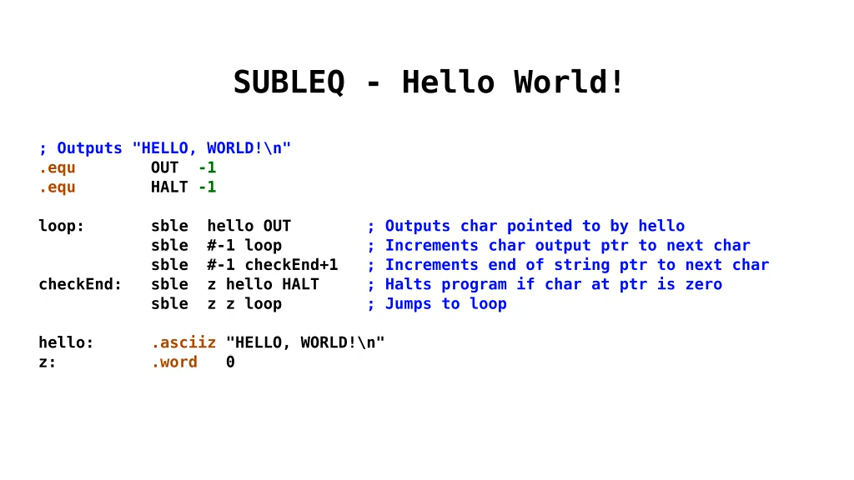 SUBLEQ - Hello World!
; Outputs "HELLO, WORLD!\n"
.equ OUT -1
.equ HALT -1
loop: sble hello OUT ; Outputs char pointed to by hello
sble #-1 loop ; Increments char output ptr to next char
sble #-1 checkEnd+1 ; Increments end of string ptr to next char
checkEnd: sble z hello HALT ; Halts program if char at ptr is zero
sble z z loop ; Jumps to loop
hello: .asciiz "HELLO, WORLD!\n"
z: .word 0